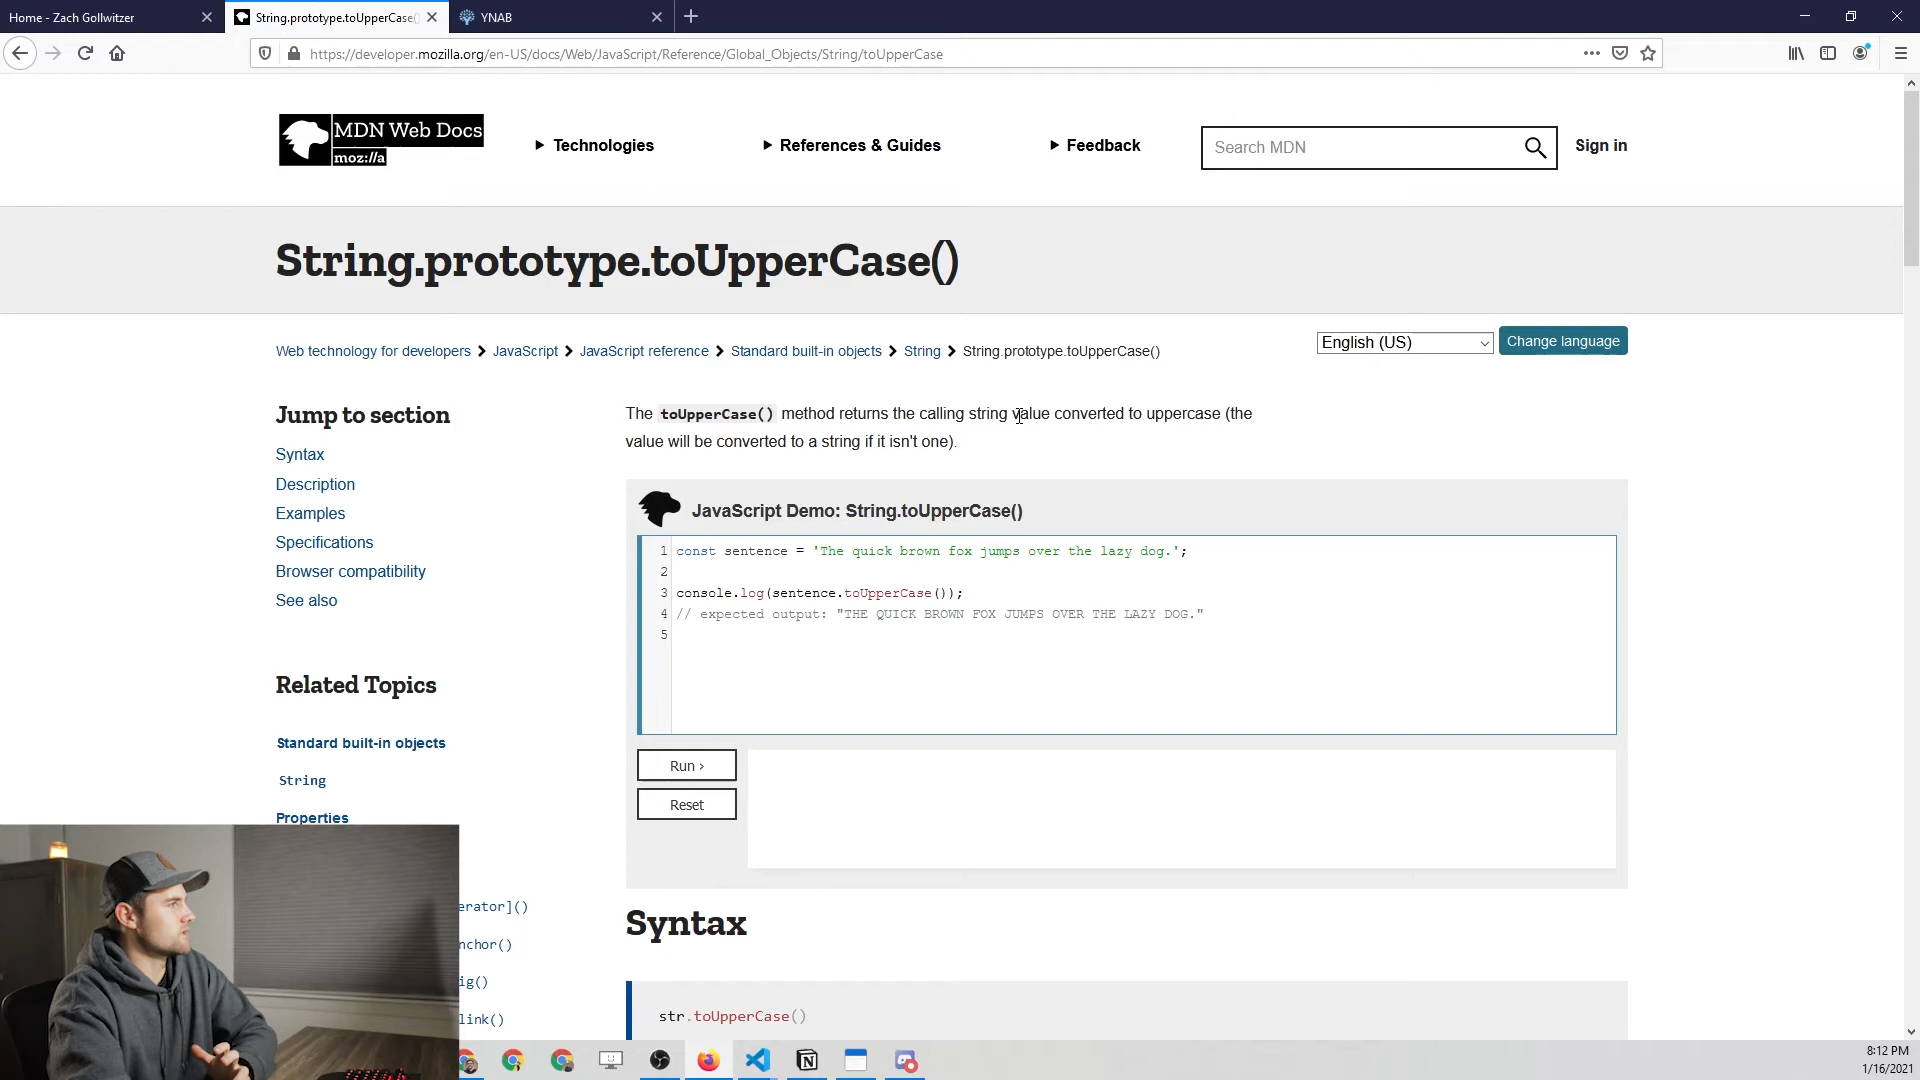 Home - Zach Gollwitzer
String.prototype.toUpperCase()
YNAB
https://developer.mozilla.org/en-US/docs/Web/JavaScript/Reference/Global_Objects/String/toUpperCase
MDN Web Docs
moz://a
Technologies
References & Guides
Feedback
Search MDN
Sign in
String.prototype.toUpperCase()
Web technology for developers
JavaScript
JavaScript reference
Standard built-in objects
String
String.prototype.toUpperCase()
English (US)
Change language
Jump to section
Syntax
Description
Examples
Specifications
Browser compatibility
See also
Related Topics
Standard built-in objects
String
Properties
erator]()
nchor()
ig()
link()
The toUpperCase() method returns the calling string value converted to uppercase (the
value will be converted to a string if it isn't one).
JavaScript Demo: String.toUpperCase()
1 const sentence = 'The quick brown fox jumps over the lazy dog.';
2
3 console.log(sentence.toUpperCase());
4 // expected output: "THE QUICK BROWN FOX JUMPS OVER THE LAZY DOG."
5
Run ›
Reset
Syntax
str.toUpperCase()
8:12 PM
1/16/2021